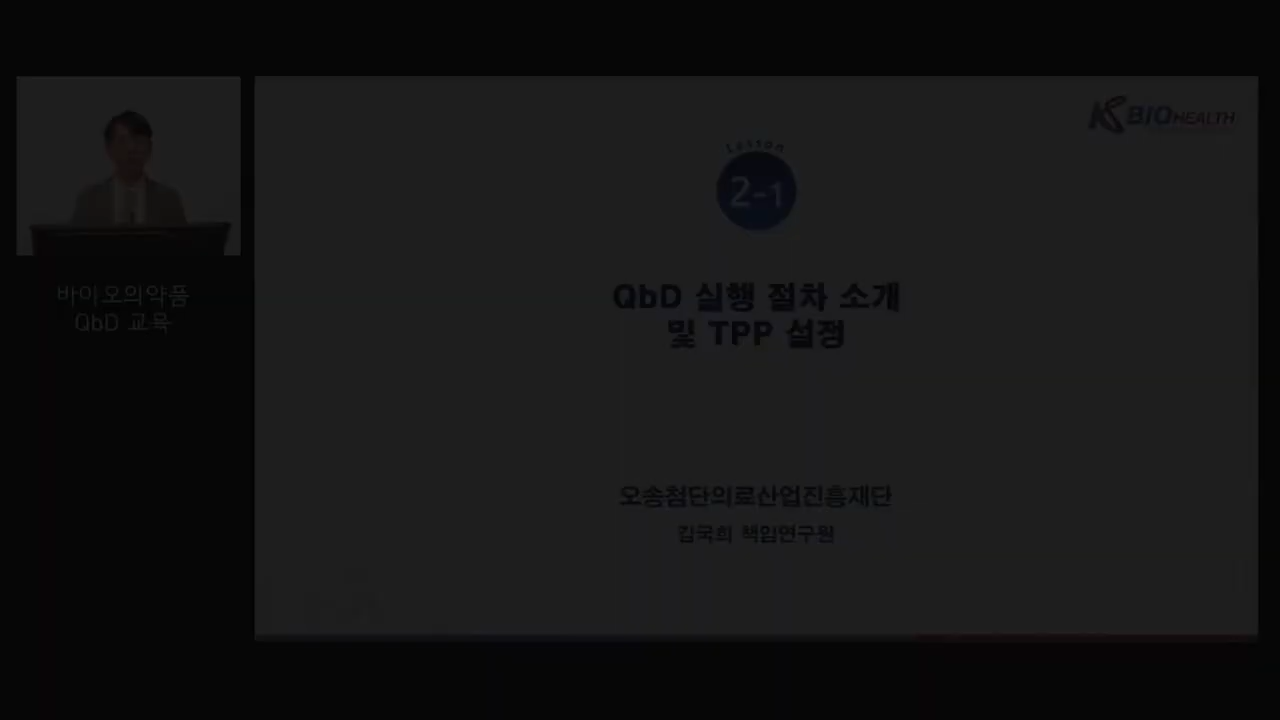 KBIOHEALTH
Lesson
2-1
바이오의약품
QbD 교육
QbD 실행 절차 소개
및 TPP 설정
오송첨단의료산업진흥재단
김국희 책임연구원